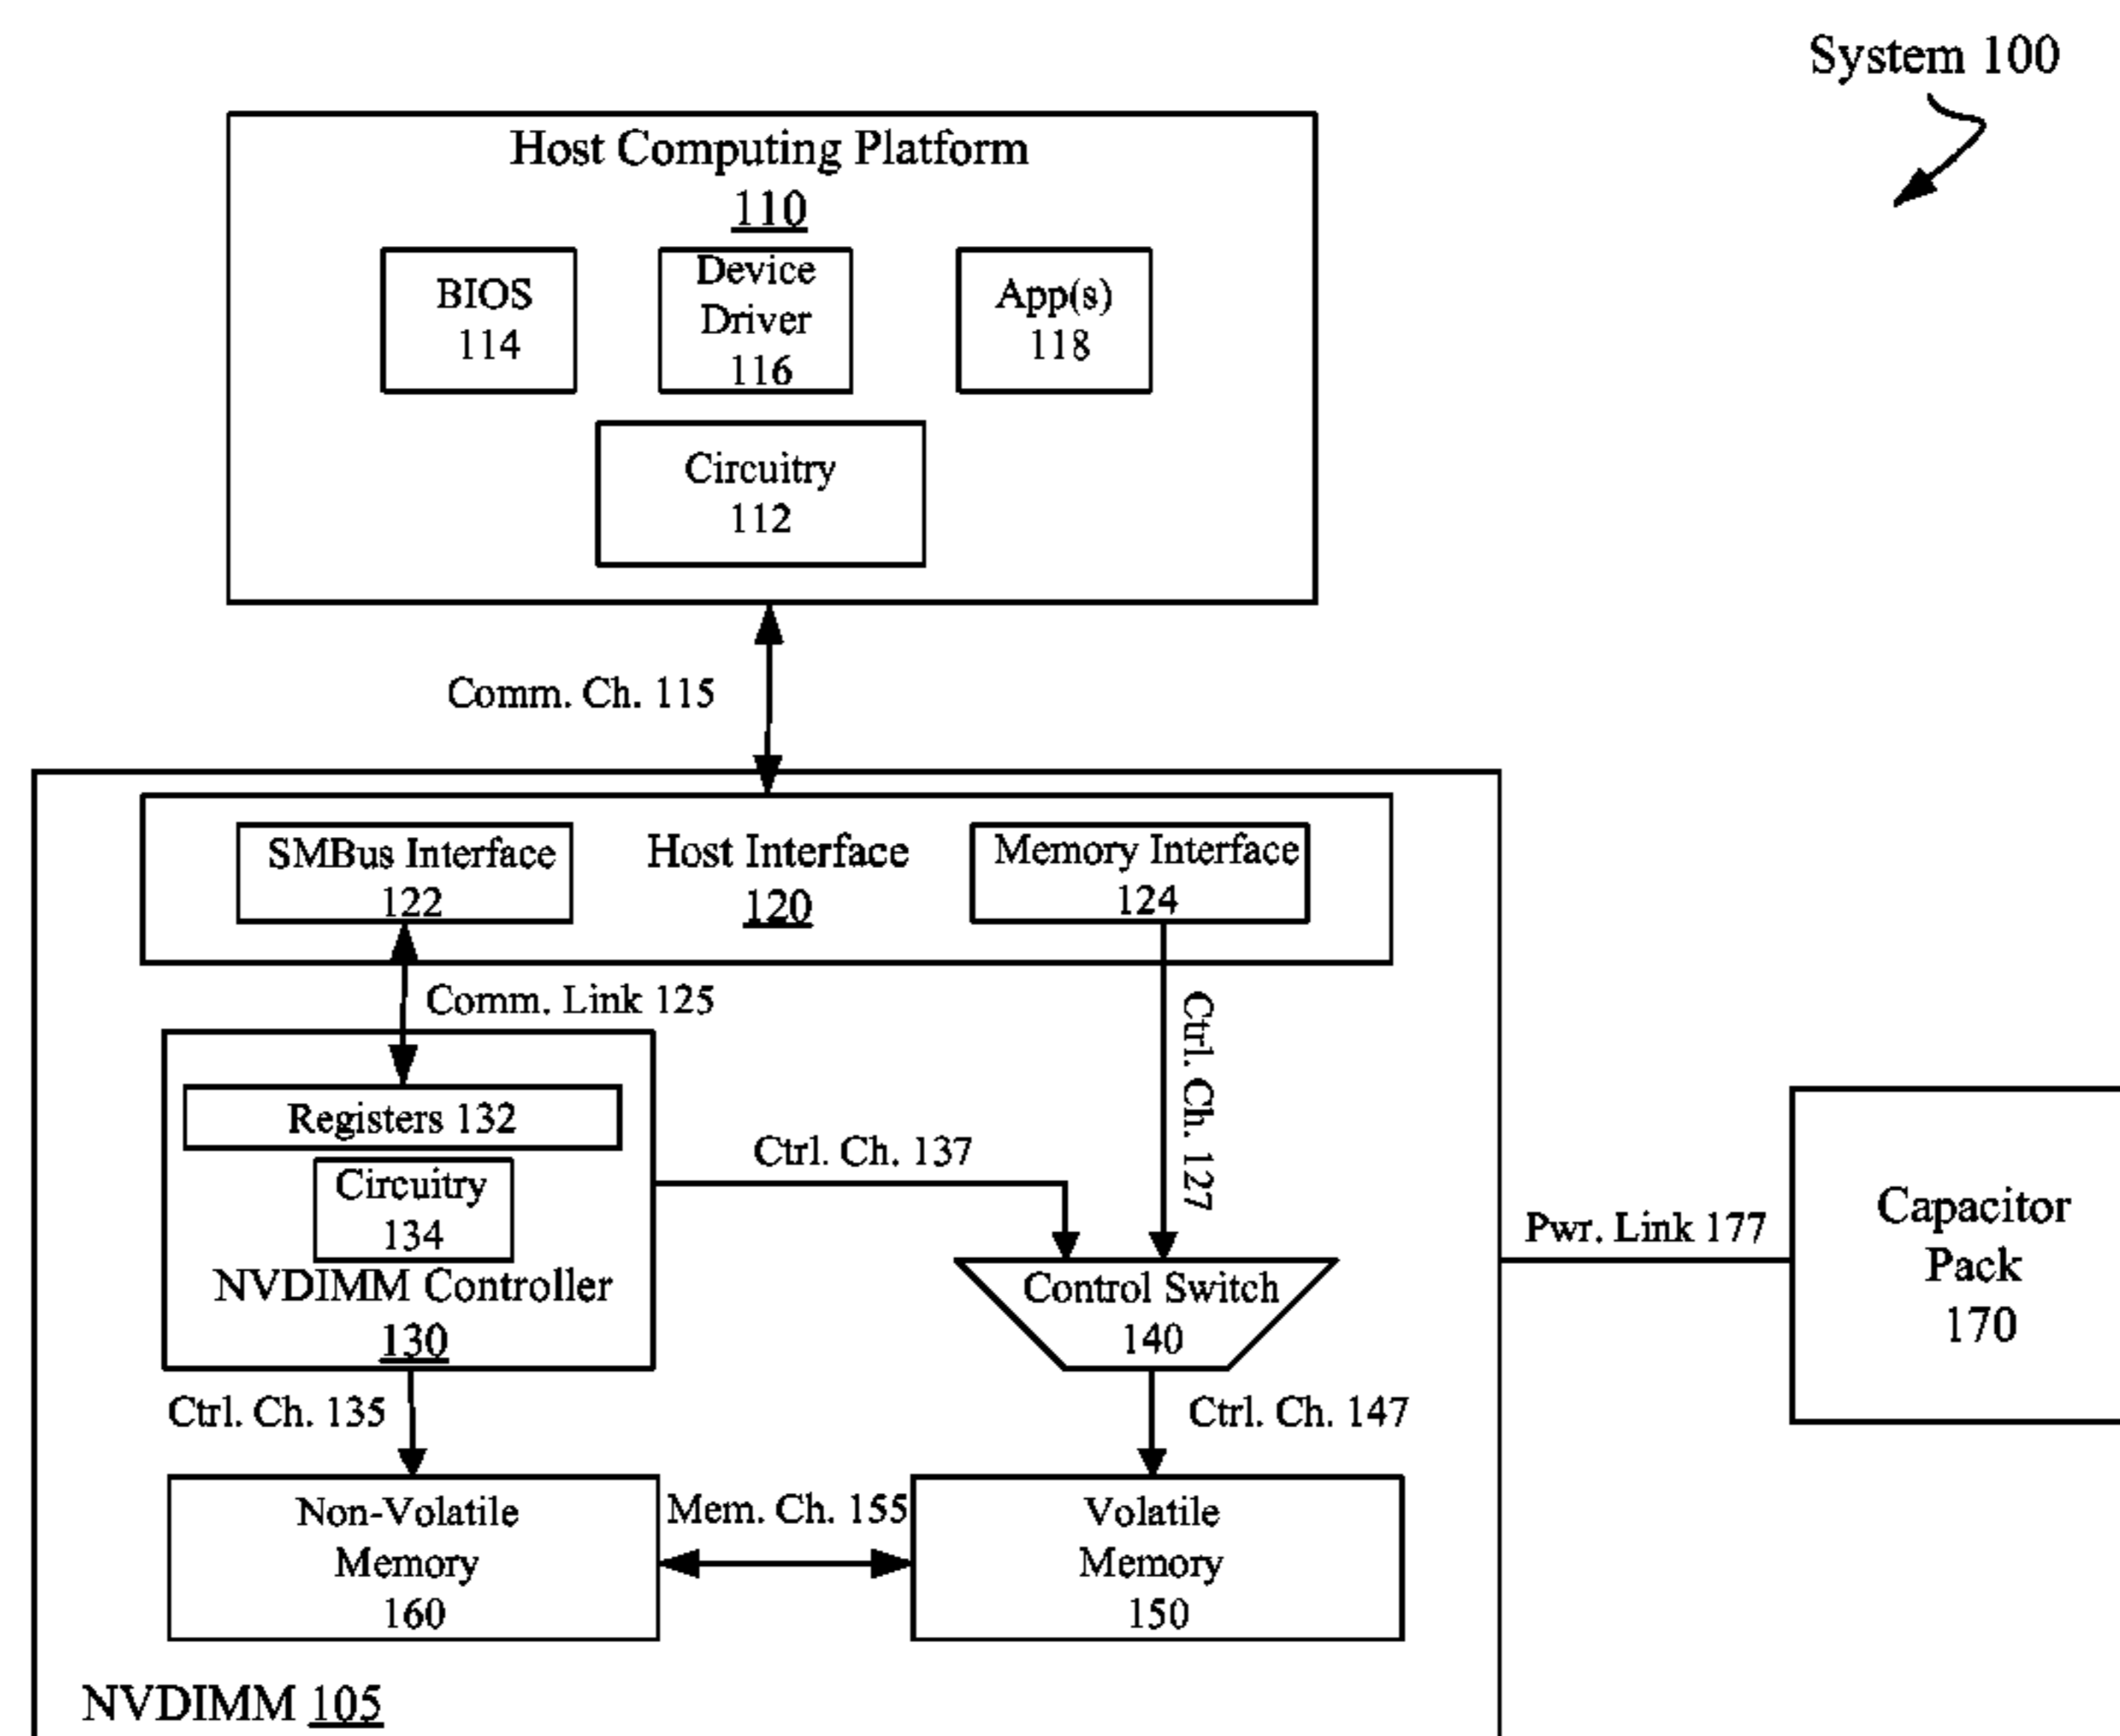 System 100
Host Computing Platform
110
BIOS
114
Device
Driver
116
App(s)
118
Circuitry
112
Comm. Ch. 115
SMBus Interface
122
Host Interface
120
Memory Interface
124
Comm. Link 125
Ctrl. Ch. 127
Registers 132
Circuitry
134
NVDIMM Controller
130
Ctrl. Ch. 137
Control Switch
140
Pwr. Link 177
Capacitor
Pack
170
Ctrl. Ch. 135
Ctrl. Ch. 147
Non-Volatile
Memory
160
Mem. Ch. 155
Volatile
Memory
150
NVDIMM 105